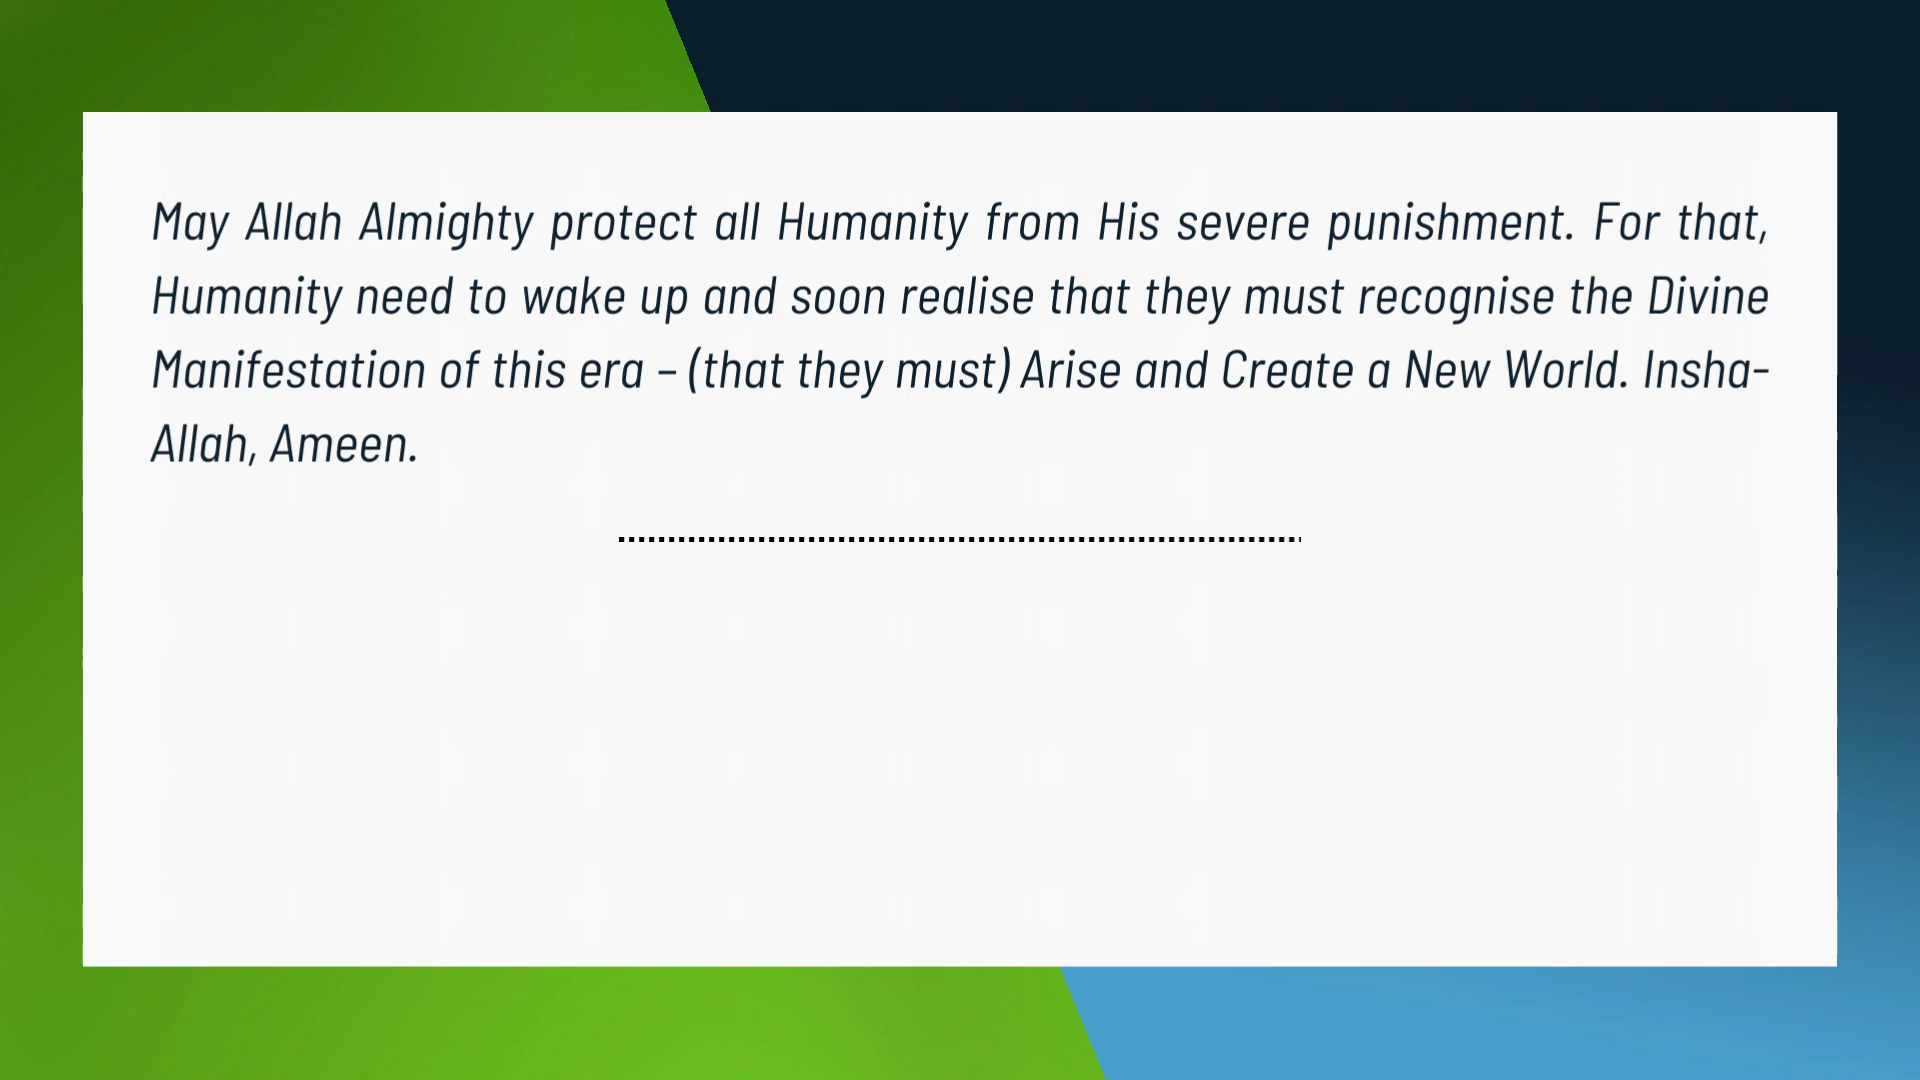 May Allah Almighty protect all Humanity from His severe punishment. For that,
Humanity need to wake up and soon realise that they must recognise the Divine
Manifestation of this era – (that they must) Arise and Create a New World. Insha-
Allah, Ameen.